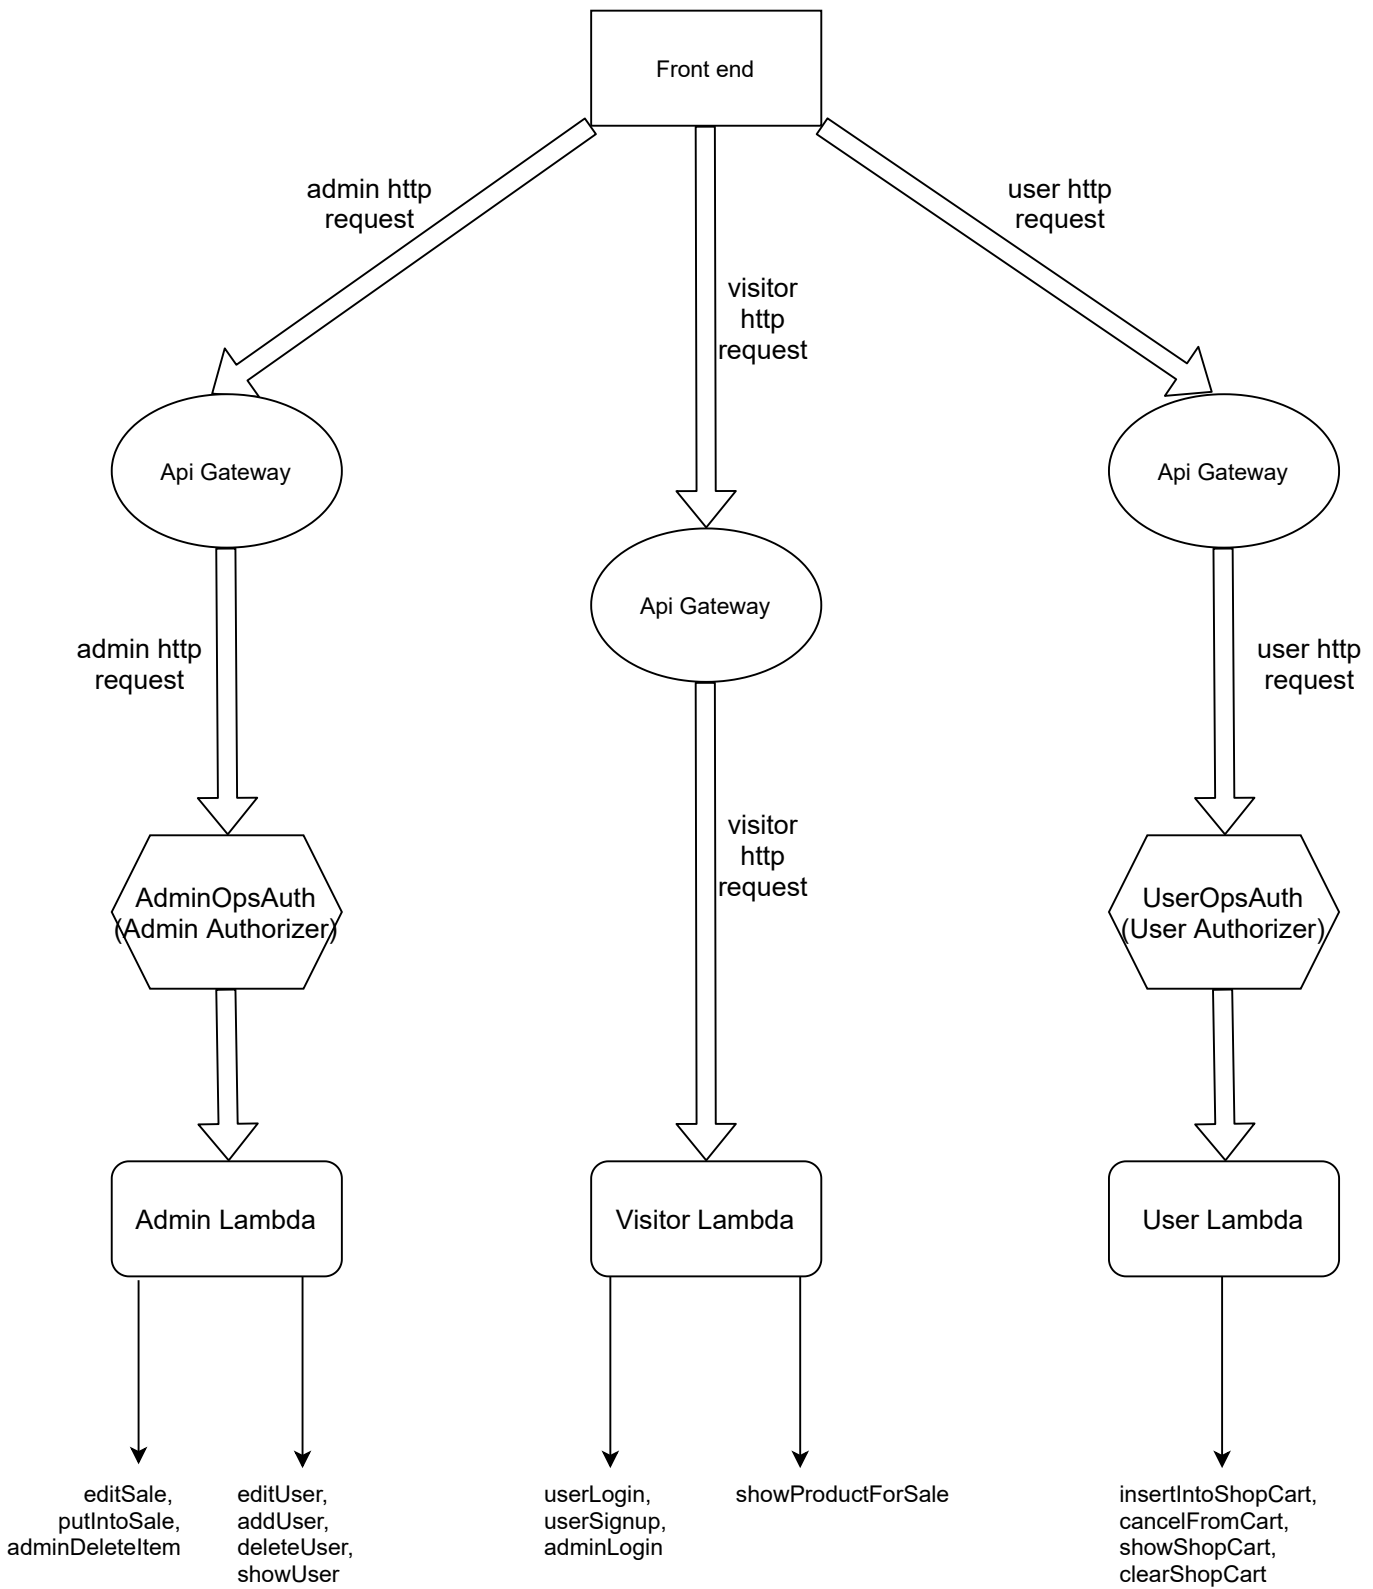 Front end
admin http
request
user http
request
visitor
http
request
Api Gateway
Api Gateway
Api Gateway
admin http
request
user http
request
visitor
http
request
AdminOpsAuth
(Admin Authorizer)
UserOpsAuth
(User Authorizer)
Admin Lambda
Visitor Lambda
User Lambda
editSale,
putIntoSale,
adminDeleteItem
editUser,
addUser,
deleteUser,
showUser
userLogin,
userSignup,
adminLogin
showProductForSale
insertIntoShopCart,
cancelFromCart,
showShopCart,
clearShopCart